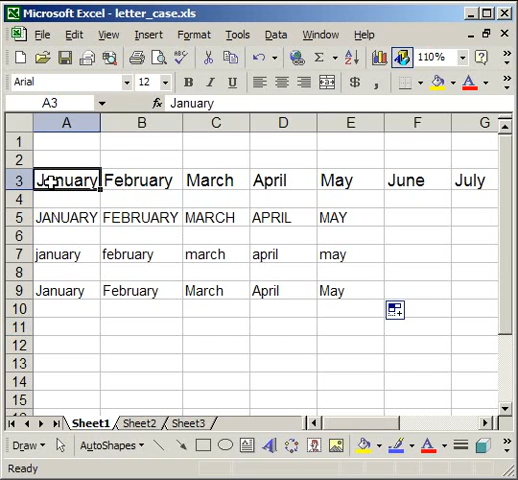 Microsoft Excel - letter_case.xls
File Edit View Insert Format Tools Data Window Help
110%
Arial 12 B I U $ ,
A3 fx January
A B C D E F G
1
2
3 January February March April May June July
4
5 JANUARY FEBRUARY MARCH APRIL MAY
6
7 january february march april may
8
9 January February March April May
10
11
12
13
14
15
Sheet1 Sheet2 Sheet3
Draw AutoShapes
Ready